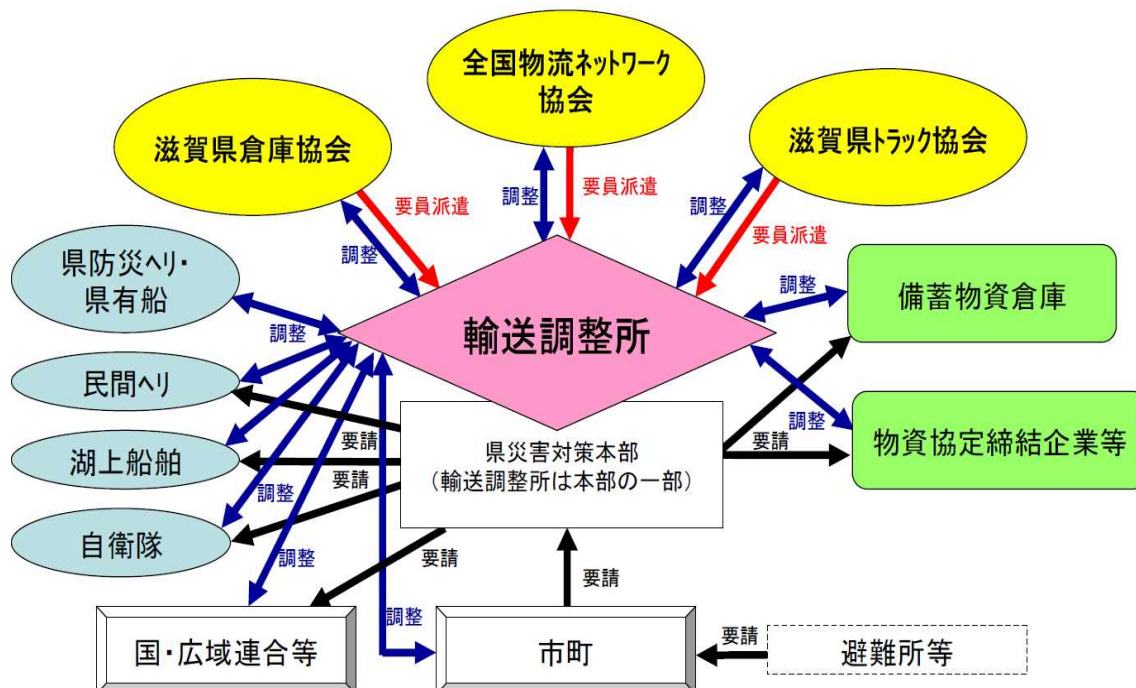 全国物流ネットワーク
協会
滋賀県倉庫協会
滋賀県トラック協会
要員派遣
調整
調整
要員派遣
調整
要員派遣
県防災ヘリ・
県有船
調整
輸送調整所
調整
備蓄物資倉庫
民間ヘリ
要請
調整
物資協定締結企業等
湖上船舶
要請
県災害対策本部
（輸送調整所は本部の一部）
要請
自衛隊
調整
調整
要請
要請
国・広域連合等
調整
市町
要請
避難所等